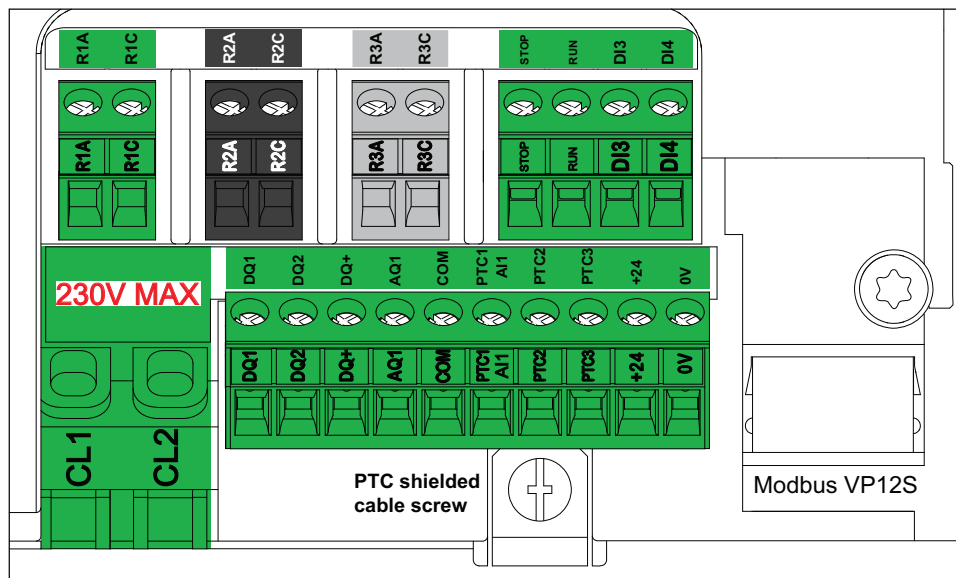 R1A R1C R2A R2C R3A R3C STOP RUN DI3 DI4
R1A R1C R2A R2C R3A R3C STOP RUN DI3 DI4
230V MAX
DQ1 DQ2 DQ+ AQ1 COM PTC1 AI1 PTC2 PTC3 +24 0V
DQ1 DQ2 DQ+ AQ1 COM PTC1 AI1 PTC2 PTC3 +24 0V
CL1 CL2
PTC shielded
cable screw
Modbus VP12S